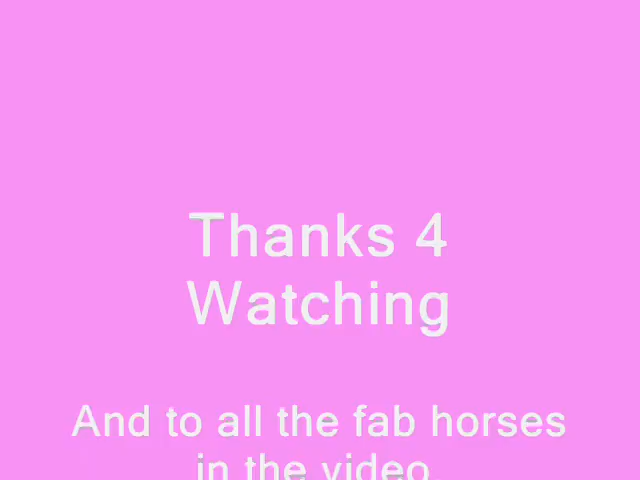 Thanks 4
Watching
And to all the fab horses
in the video.